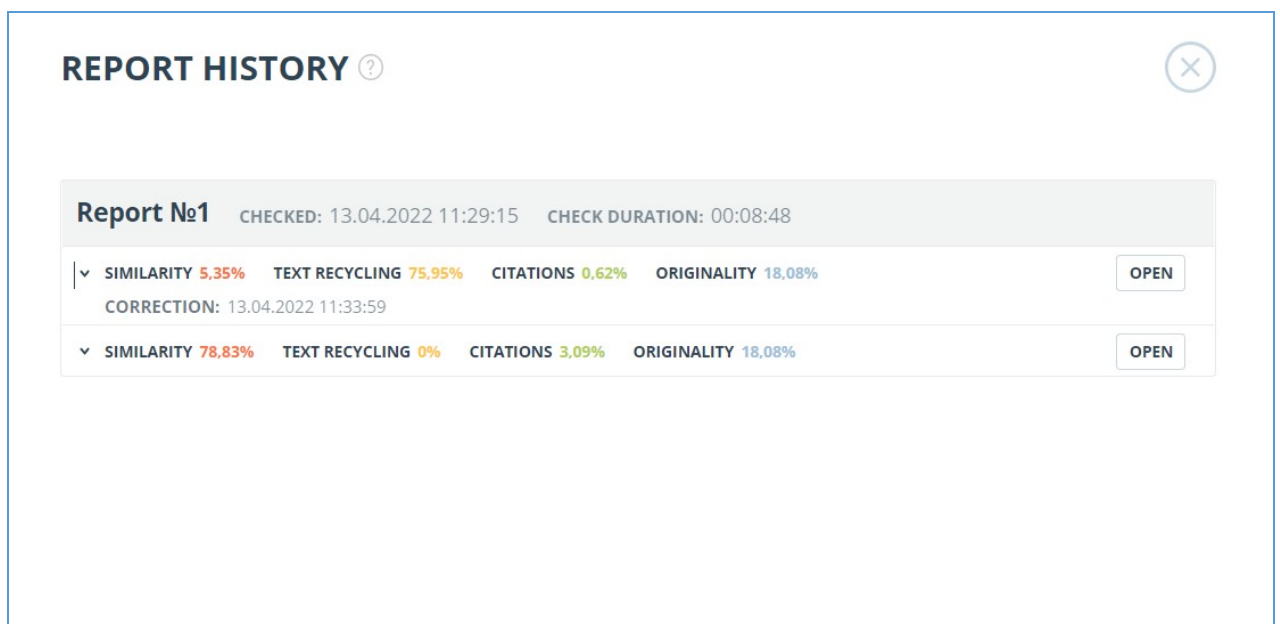 REPORT HISTORY ?
Report №1 CHECKED: 13.04.2022 11:29:15 CHECK DURATION: 00:08:48
SIMILARITY 5,35% TEXT RECYCLING 75,95% CITATIONS 0,62% ORIGINALITY 18,08% OPEN
CORRECTION: 13.04.2022 11:33:59
SIMILARITY 78,83% TEXT RECYCLING 0% CITATIONS 3,09% ORIGINALITY 18,08% OPEN